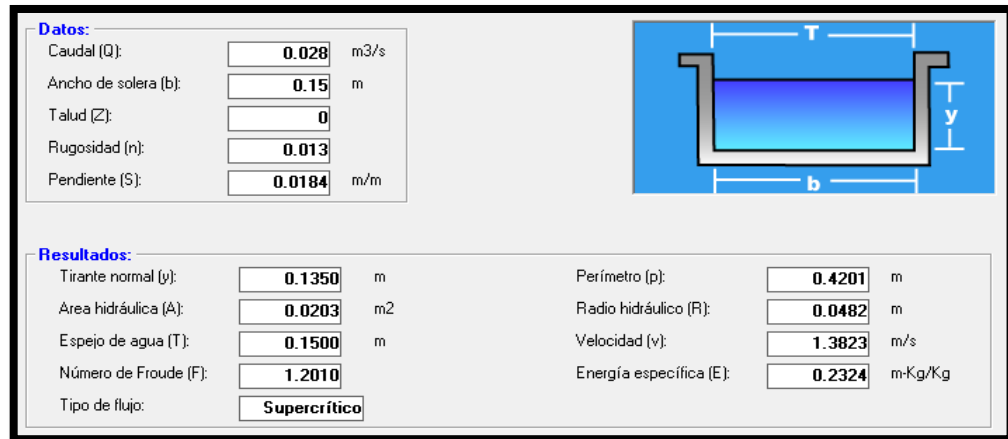 Datos:
Caudal (Q): 0.028 m3/s
Ancho de solera (b): 0.15 m
Talud (Z): 0
Rugosidad (n): 0.013
Pendiente (S): 0.0184 m/m
T
y
b
Resultados:
Tirante normal (y): 0.1350 m Perímetro (p): 0.4201 m
Area hidráulica (A): 0.0203 m2 Radio hidráulico (R): 0.0482 m
Espejo de agua (T): 0.1500 m Velocidad (v): 1.3823 m/s
Número de Froude (F): 1.2010 Energía específica (E): 0.2324 m-Kg/Kg
Tipo de flujo: Supercrítico